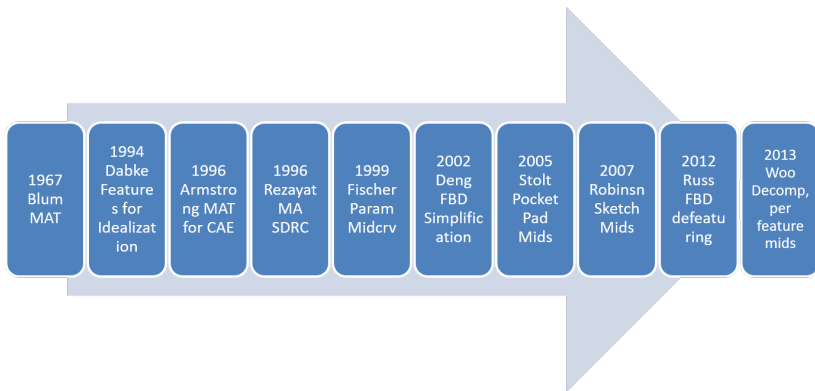 1967
Blum
MAT
1994
Dabke
Feature
s for
Idealizat
ion
1996
Armstro
ng MAT
for CAE
1996
Rezayat
MA
SDRC
1999
Fischer
Param
Midcrv
2002
Deng
FBD
Simplific
ation
2005
Stolt
Pocket
Pad
Mids
2007
Robinsn
Sketch
Mids
2012
Russ
FBD
defeatu
ring
2013
Woo
Decomp,
per
feature
mids